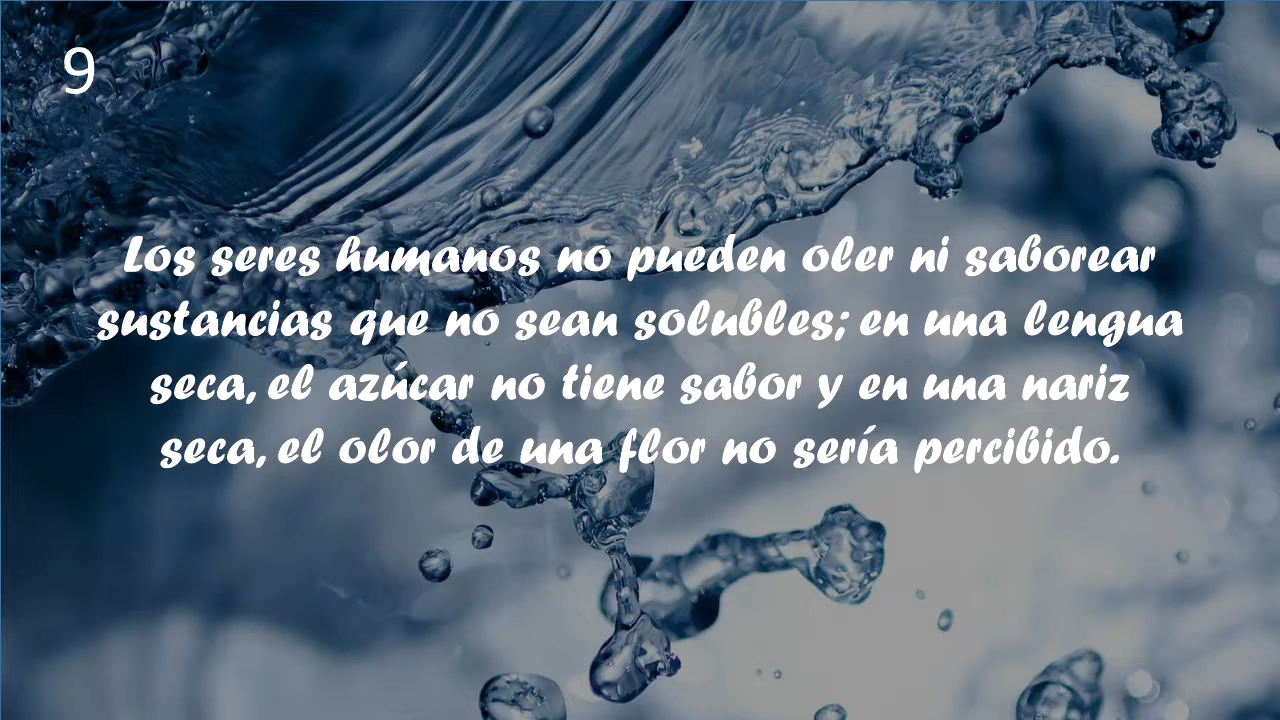 9
Los seres humanos no pueden oler ni saborear
sustancias que no sean solubles; en una lengua
seca, el azúcar no tiene sabor y en una nariz
seca, el olor de una flor no sería percibido.